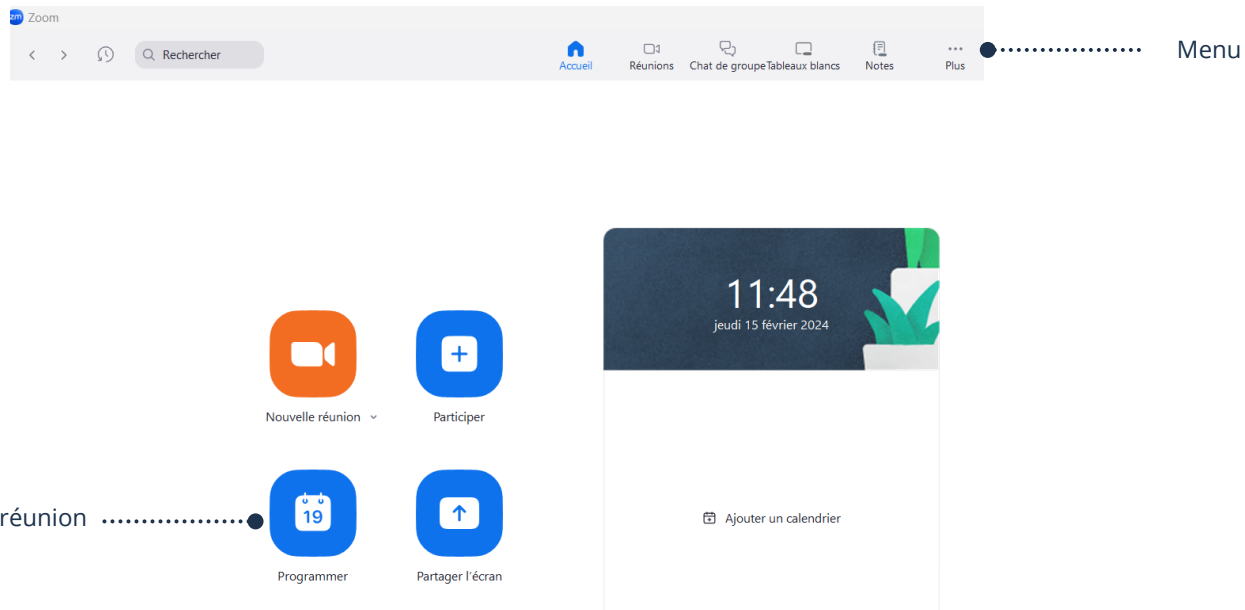 zm Zoom
Rechercher
Accueil Réunions Chat de groupe Tableaux blancs Notes Plus
Menu
11:48
jeudi 15 février 2024
Nouvelle réunion Participer
réunion
19
Ajouter un calendrier
Programmer Partager l'écran